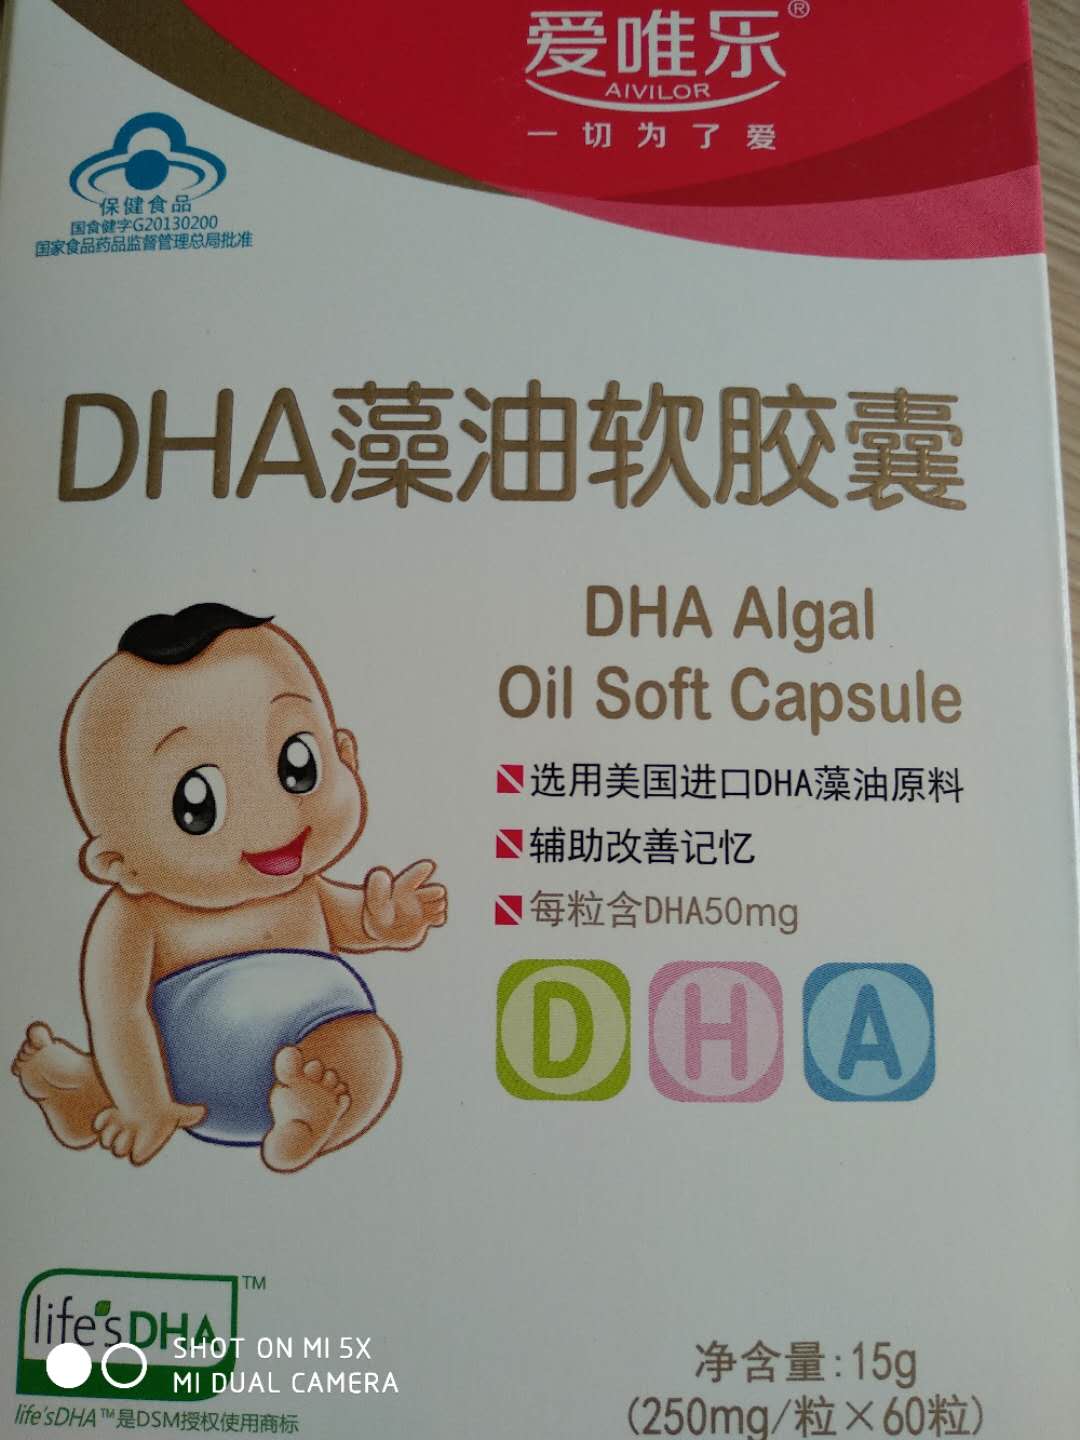 爱唯乐®
AIVILOR
一切为了爱
保健食品
国食健字G20130200
国家食品药品监督管理总局批准
DHA藻油软胶囊
DHA Algal
Oil Soft Capsule
选用美国进口DHA藻油原料
辅助改善记忆
每粒含DHA50mg
D H A
life'sDHA™
SHOT ON MI 5X
MI DUAL CAMERA
life'sDHA™是DSM授权使用商标
净含量:15g
(250mg/粒×60粒)